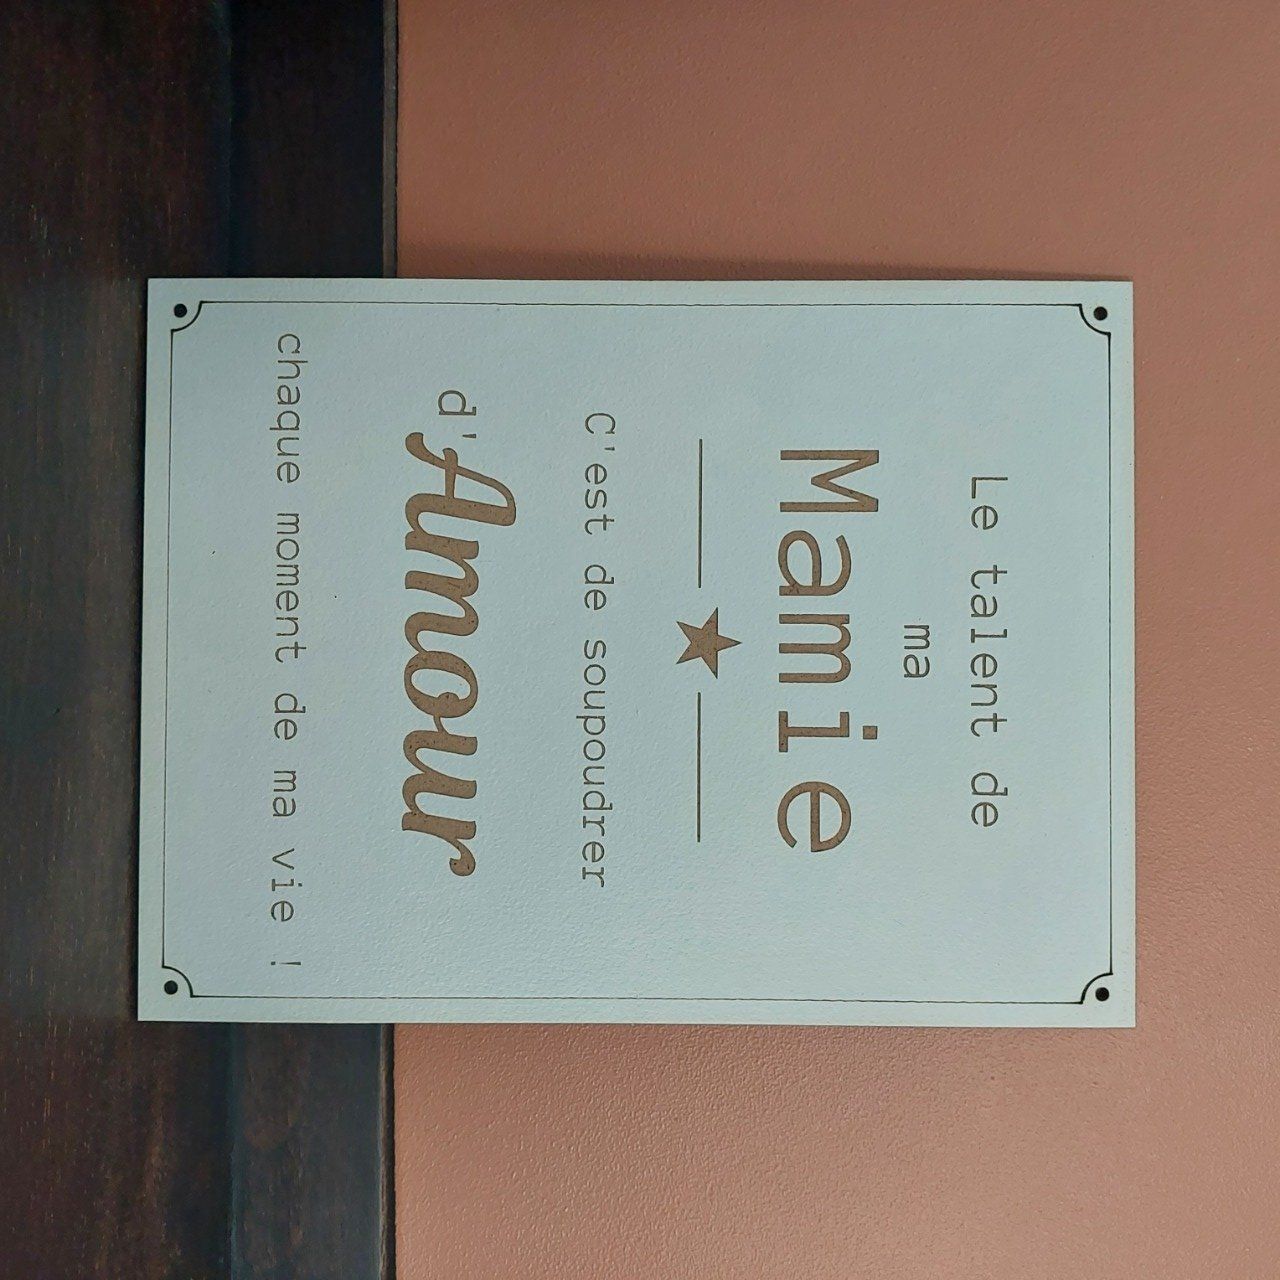 Le talent de
ma
Mamie
C'est de soupoudrer
d'Amour
chaque moment de ma vie !